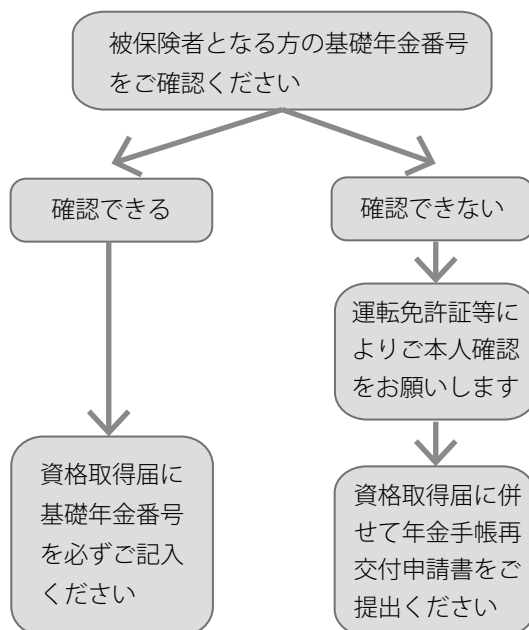 被保険者となる方の基礎年金番号
をご確認ください
確認できる
確認できない
運転免許証等に
よりご本人確認
をお願いします
資格取得届に
基礎年金番号
を必ずご記入
ください
資格取得届に併
せて年金手帳再
交付申請書をご
提出ください